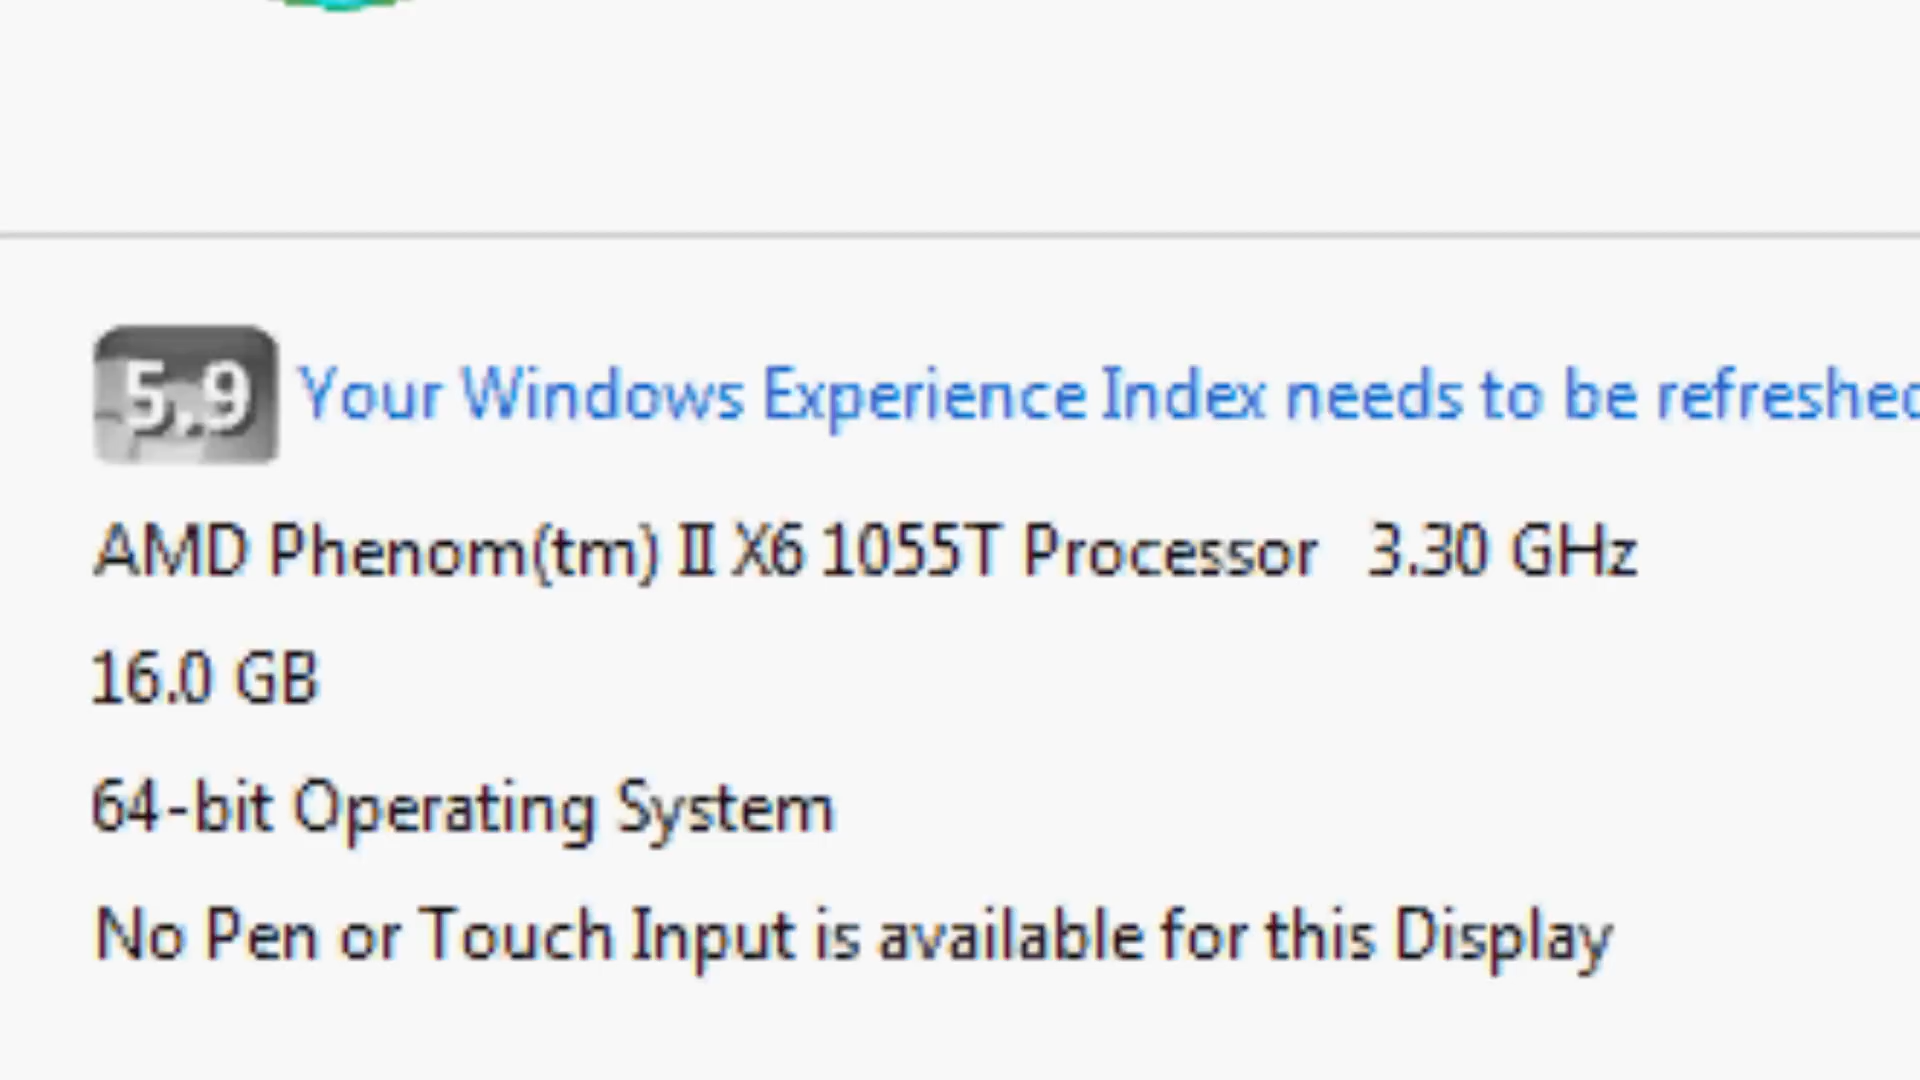 5.9 Your Windows Experience Index needs to be refreshed
AMD Phenom(tm) II X6 1055T Processor 3.30 GHz
16.0 GB
64-bit Operating System
No Pen or Touch Input is available for this Display